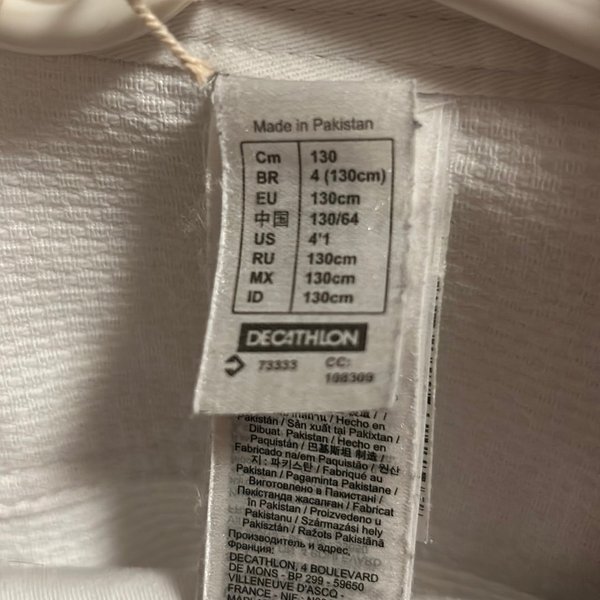 Made in Pakistan
Cm 130
BR 4 (130cm)
EU 130cm
中国 130/64
US 4'1
RU 130cm
MX 130cm
ID 130cm
DECATHLON
73333 CC:
198309
/ Hecho en
Pakistán / Sản xuất tại Pakixtan /
Dibuat Pakistan / Hecho en
Paquistán / 巴基斯坦 制造 /
Fabricado na/em Paquistão / 원산
지 : 파키스탄 / Fabriqué au
Pakistan / Pagaminta Pakistane /
Виготовлено в Пакистані /
Пәкістанда жасалған / Fabricat
în Pakistan / Proizvedeno u
Pakistanu / Származási hely
Pakisztán / Ražots Pakistānā
Производитель и адрес,
Франция:
DECATHLON, 4 BOULEVARD
DE MONS - BP 299 - 59650
VILLENEUVE D'ASCQ -
FRANCE - NIF: